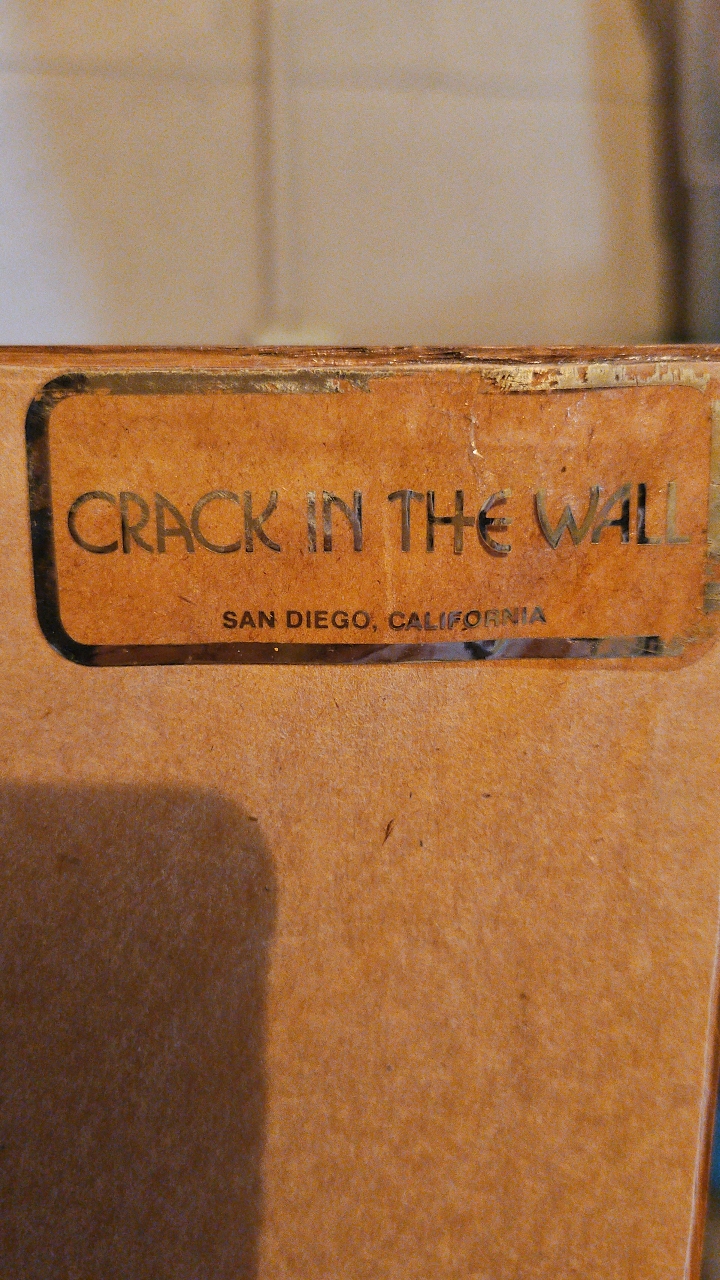 CRACK IN THE WALL
SAN DIEGO, CALIFORNIA